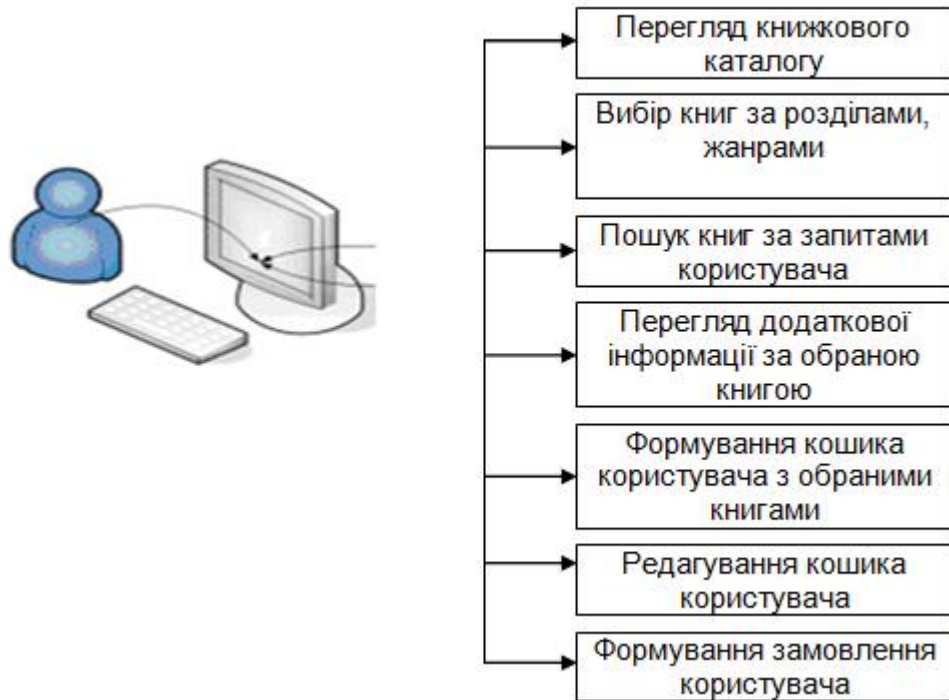 Перегляд книжкового
каталогу
Вибір книг за розділами,
жанрами
Пошук книг за запитами
користувача
Перегляд додаткової
інформації за обраною
книгою
Формування кошика
користувача з обраними
книгами
Редагування кошика
користувача
Формування замовлення
користувача